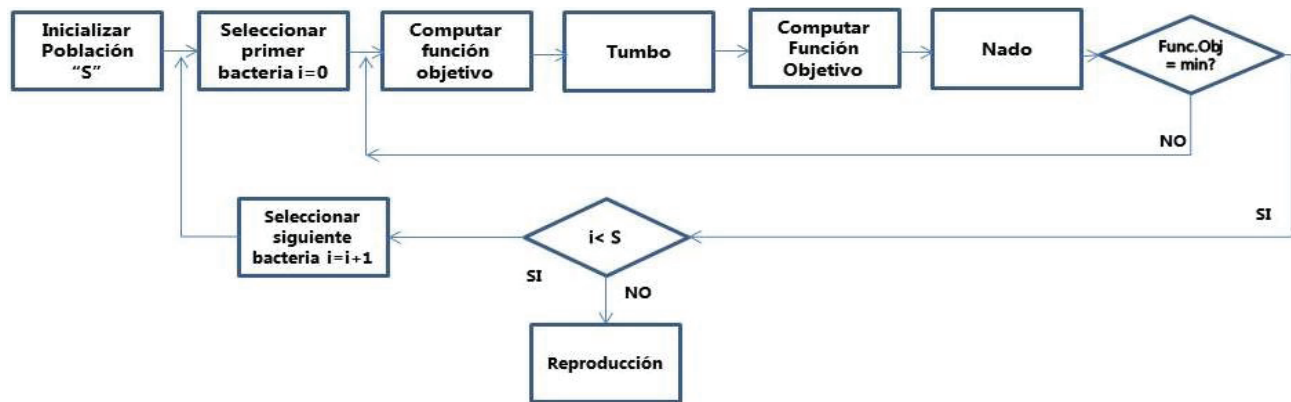 Inicializar
Población
“S”
Seleccionar
primer
bacteria i=0
Computar
función
objetivo
Tumbo
Computar
Función
Objetivo
Nado
Func.Obj
= min?
NO
SI
Seleccionar
siguiente
bacteria i=i+1
i< S
SI
NO
Reproducción